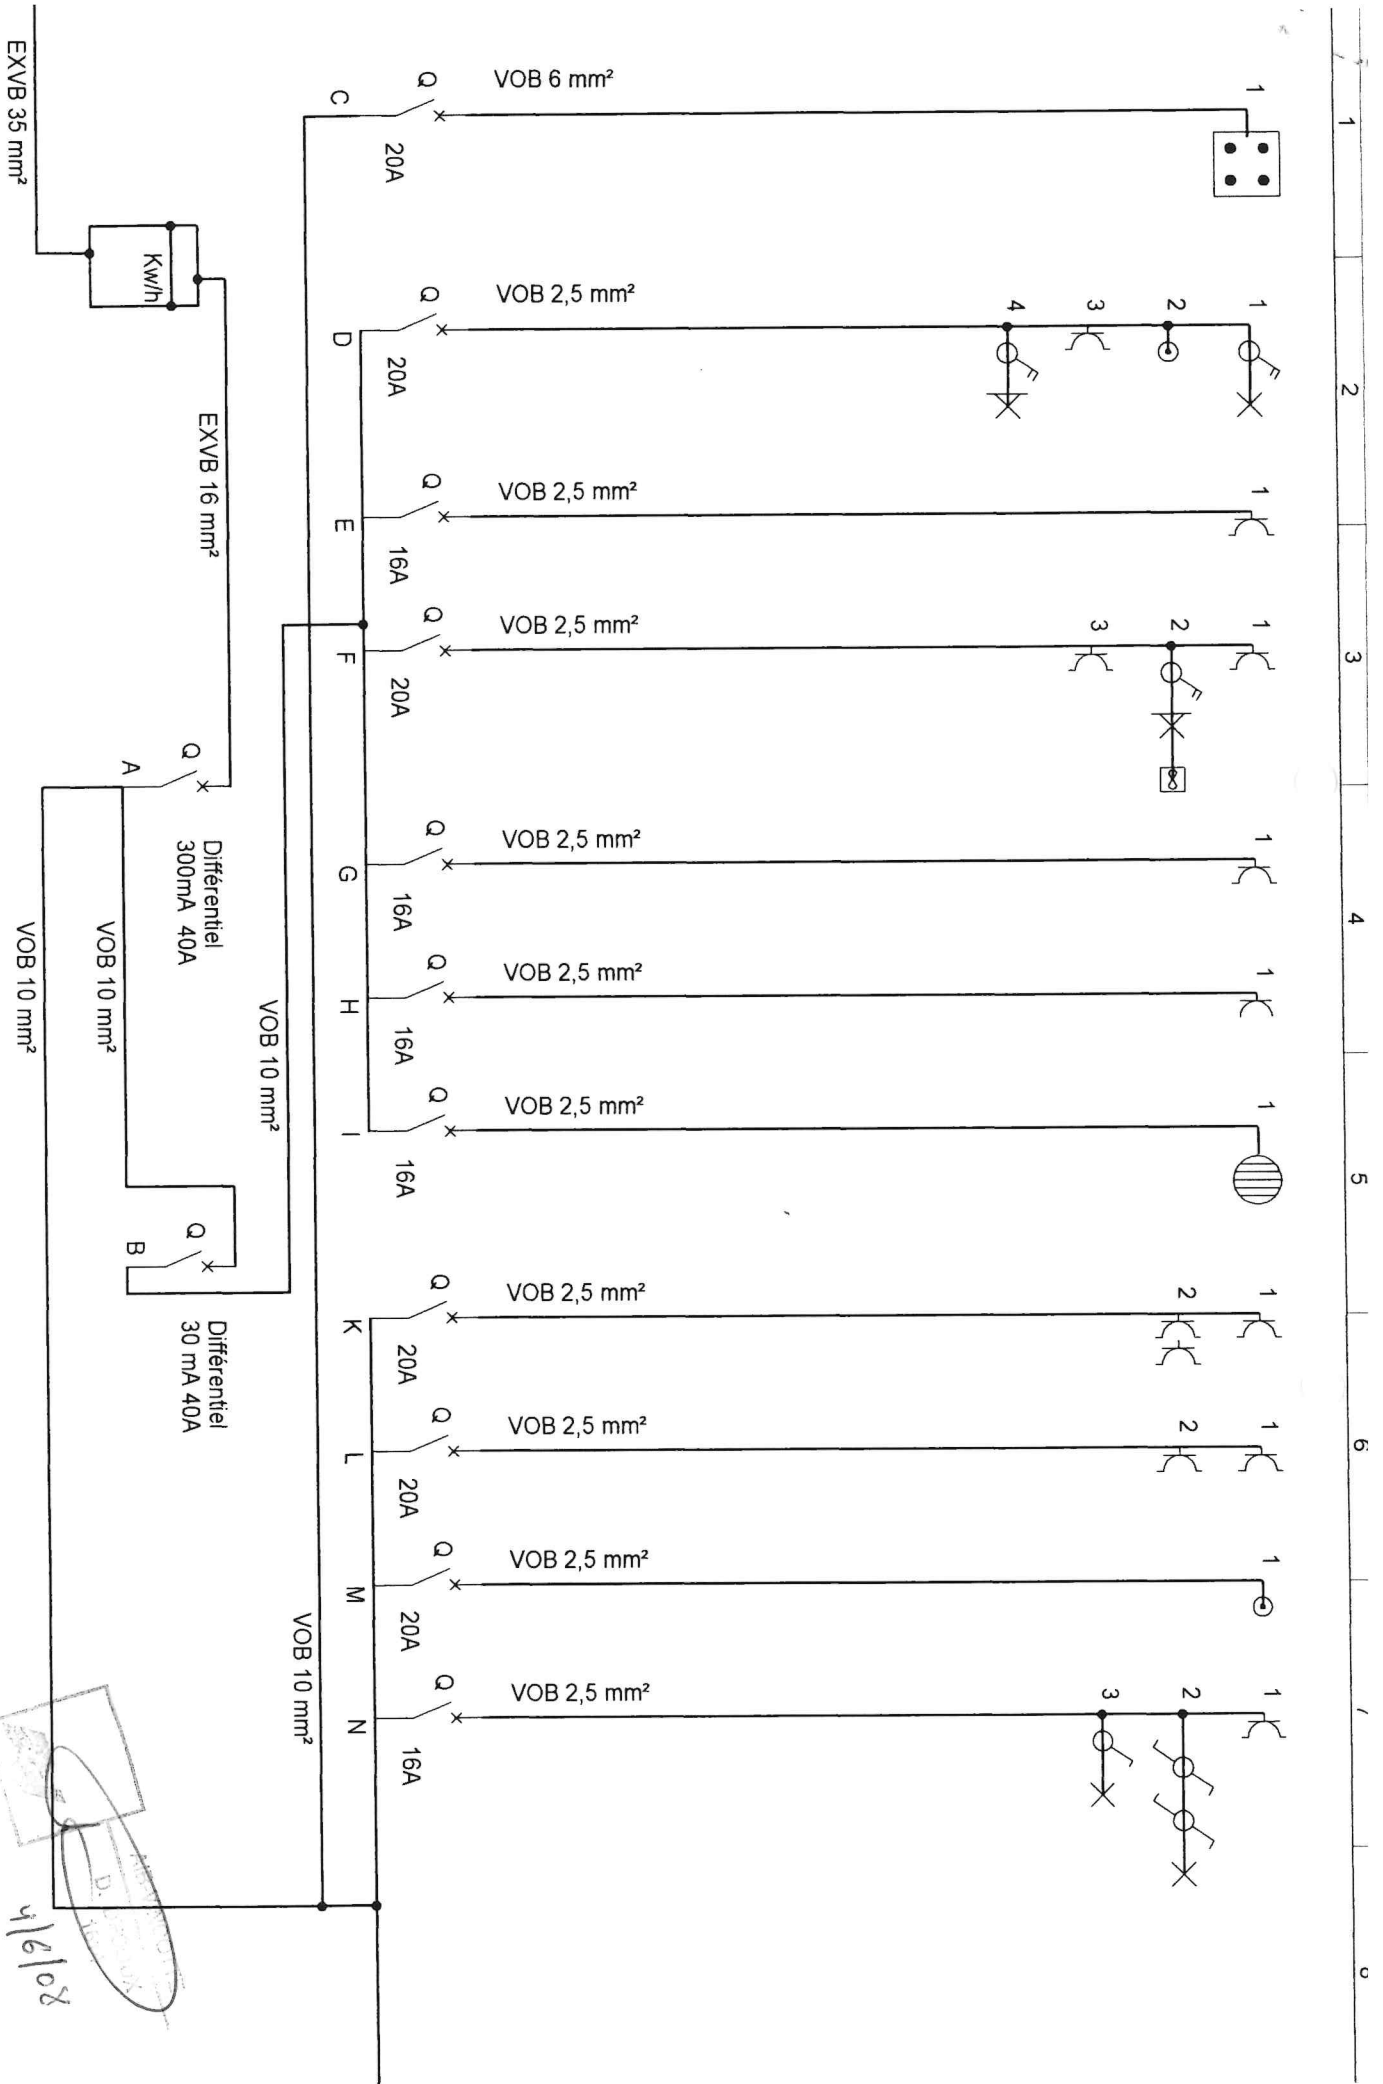 1 2 3 4 5 6 7
1
VOB 6 mm²
Q
20A
C
1
2
3
4
VOB 2,5 mm²
Q
20A
D
1
VOB 2,5 mm²
Q
16A
E
1
2
3
VOB 2,5 mm²
Q
20A
F
1
VOB 2,5 mm²
Q
16A
G
1
VOB 2,5 mm²
Q
16A
H
1
VOB 2,5 mm²
Q
16A
I
1
2
VOB 2,5 mm²
Q
20A
K
1
2
VOB 2,5 mm²
Q
20A
L
1
VOB 2,5 mm²
Q
20A
M
1
2
3
VOB 2,5 mm²
Q
16A
N
VOB 10 mm²
VOB 10 mm²
EXVB 16 mm²
Kw/h
EXVB 35 mm²
Q
A
Différentiel
300mA 40A
VOB 10 mm²
VOB 10 mm²
Q
B
Différentiel
30 mA 40A
D.
4/6/08